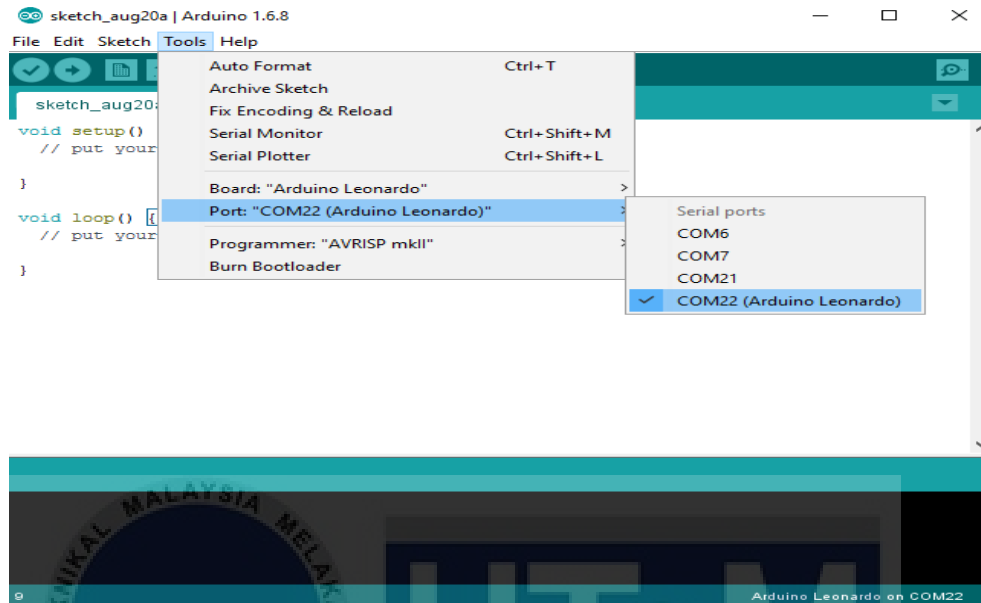 sketch_aug20a | Arduino 1.6.8
File Edit Sketch Tools Help
Auto Format Ctrl+T
Archive Sketch
sketch_aug20a
Fix Encoding & Reload
void setup()
Serial Monitor Ctrl+Shift+M
// put your
Serial Plotter Ctrl+Shift+L
}
Board: "Arduino Leonardo" >
void loop() {
Port: "COM22 (Arduino Leonardo)" >
// put your
Programmer: "AVRISP mkII" >
}
Burn Bootloader
Serial ports
COM6
COM7
COM21
COM22 (Arduino Leonardo)
NIKAL MALAYSIA MELAKA
9
Arduino Leonardo on COM22